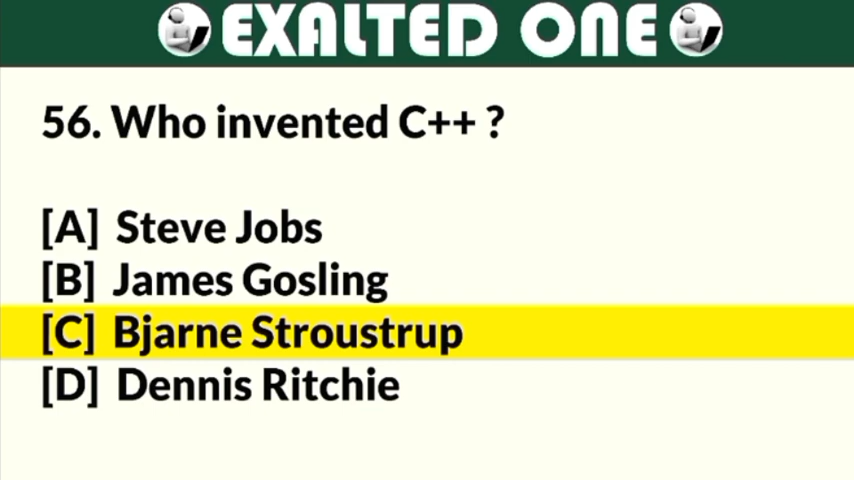 EXALTED ONE
56. Who invented C++ ?
[A] Steve Jobs
[B] James Gosling
[C] Bjarne Stroustrup
[D] Dennis Ritchie